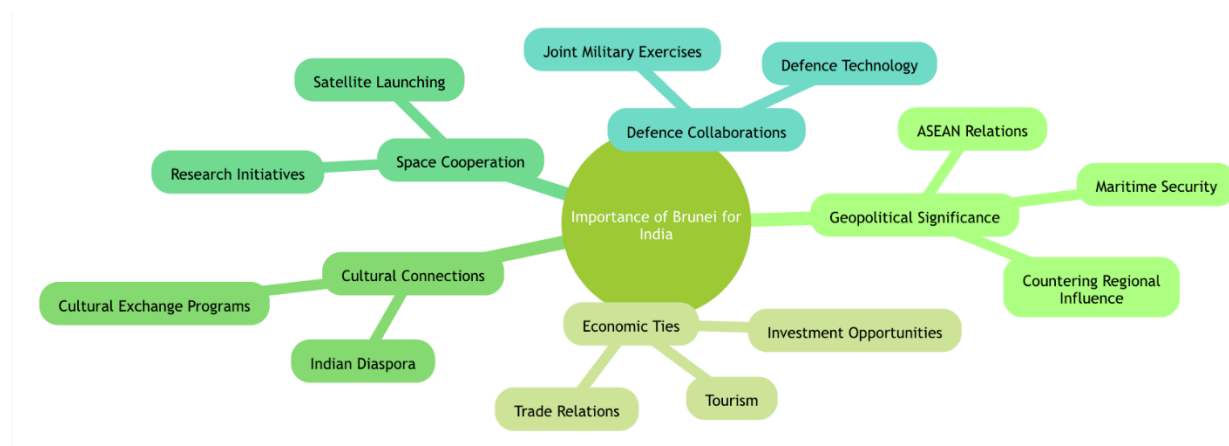 Joint Military Exercises
Defence Technology
Satellite Launching
Defence Collaborations
ASEAN Relations
Space Cooperation
Research Initiatives
Maritime Security
Importance of Brunei for
India
Geopolitical Significance
Cultural Connections
Countering Regional
Influence
Cultural Exchange Programs
Economic Ties
Investment Opportunities
Indian Diaspora
Tourism
Trade Relations